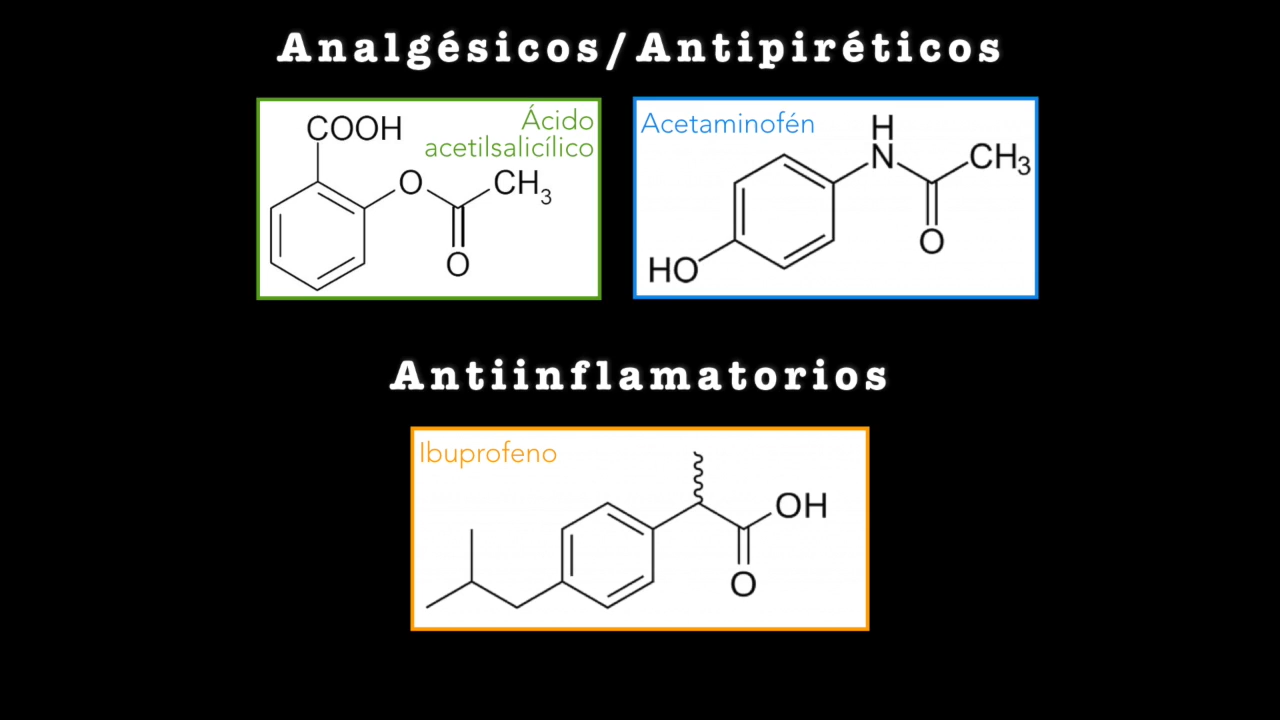 Analgésicos/Antipiréticos
Ácido
acetilsalicílico
COOH
O
CH3
O
Acetaminofén
H
N
CH3
O
HO
Antiinflamatorios
Ibuprofeno
OH
O